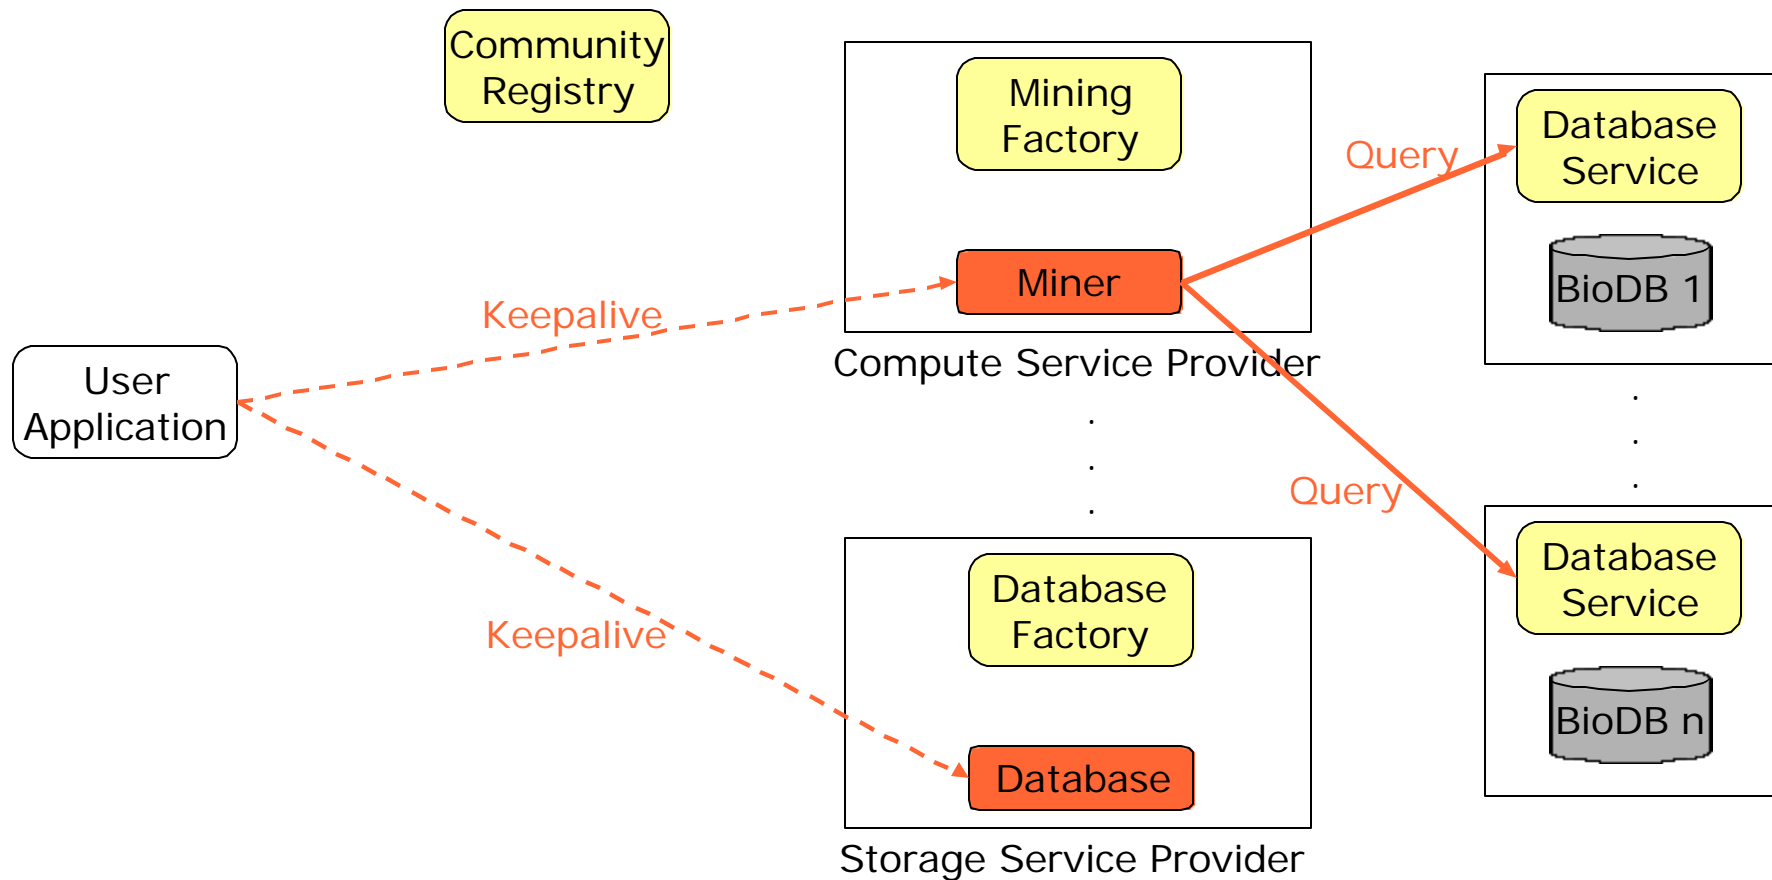 Community
Registry
Mining
Factory
Database
Service
Query
BioDB 1
Miner
Keepalive
Compute Service Provider
User
Application
.
.
.
.
.
.
Query
Database
Factory
Database
Service
Keepalive
BioDB n
Database
Storage Service Provider